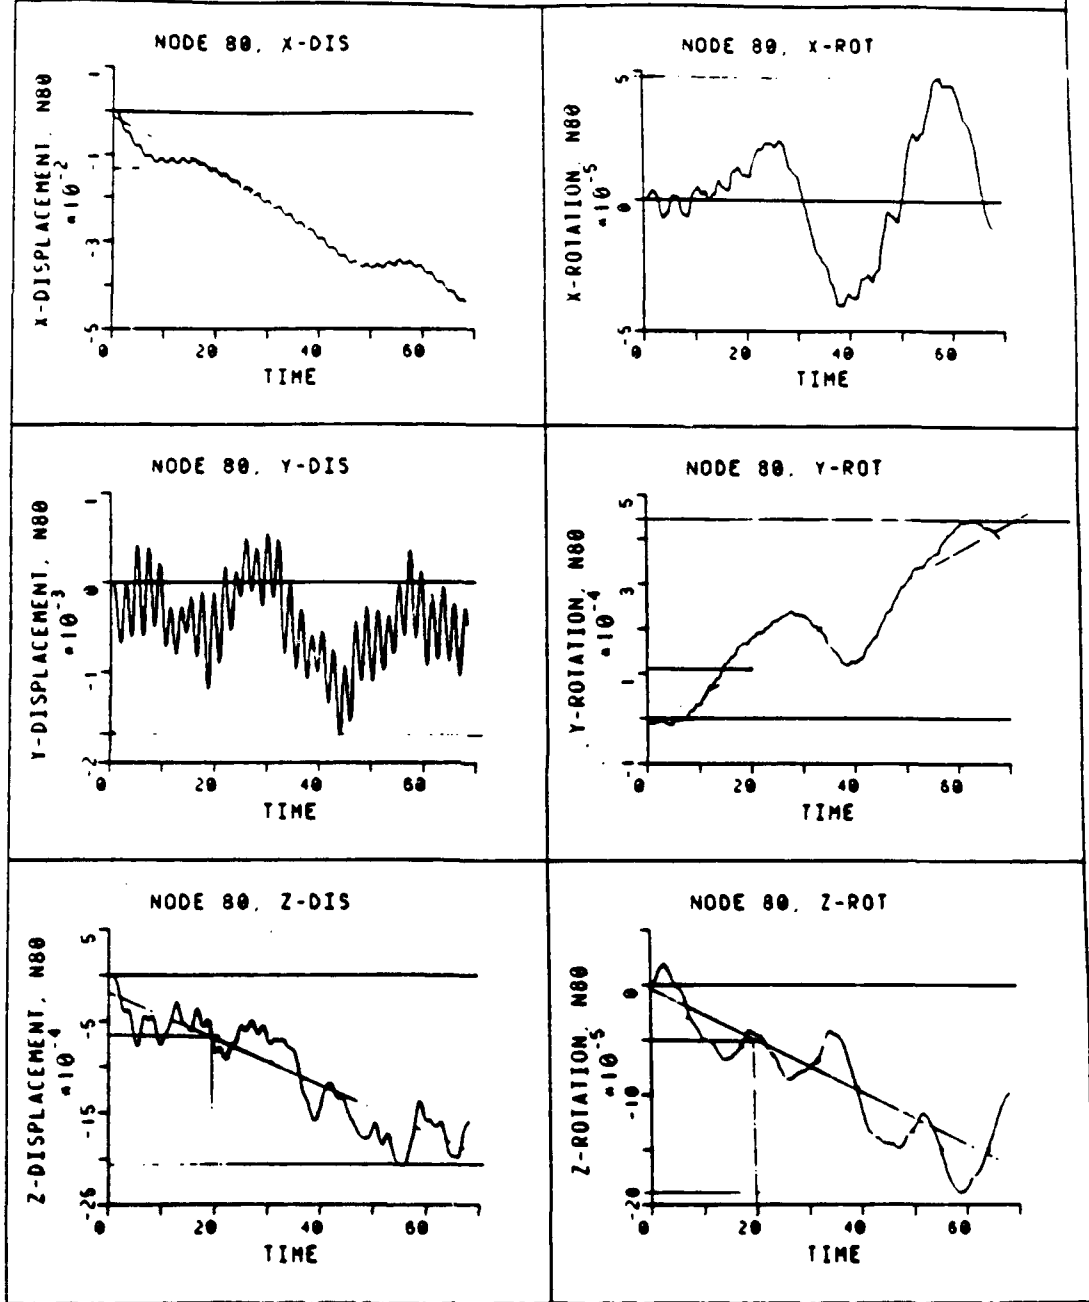 NODE 80, X-DIS
X-DISPLACEMENT, N80
*10^-2
1
-1
-3
-5
0 20 40 60
TIME
NODE 80, X-ROT
X-ROTATION, N80
*10^-5
5
0
-5
0 20 40 60
TIME
NODE 80, Y-DIS
Y-DISPLACEMENT, N80
*10^-3
1
0
-1
-2
0 20 40 60
TIME
NODE 80, Y-ROT
Y-ROTATION, N80
*10^-4
5
3
1
-1
0 20 40 60
TIME
NODE 80, Z-DIS
Z-DISPLACEMENT, N80
*10^-4
5
-5
-15
-25
0 20 40 60
TIME
NODE 80, Z-ROT
Z-ROTATION, N80
*10^-5
0
-10
-20
0 20 40 60
TIME